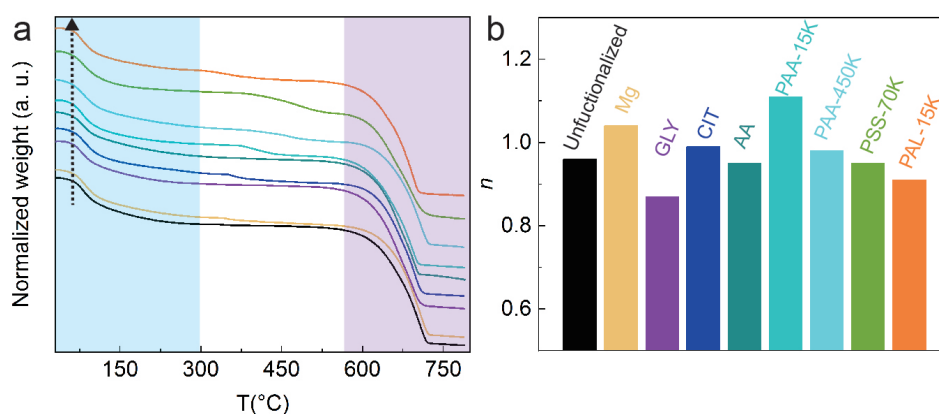 a
Normalized weight (a. u.)
150
300
450
600
750
T(°C)
b
n
1.2
1.0
0.8
0.6
Unfuctionalized
Mg
GLY
CIT
AA
PAA-15K
PAA-450K
PSS-70K
PAL-15K